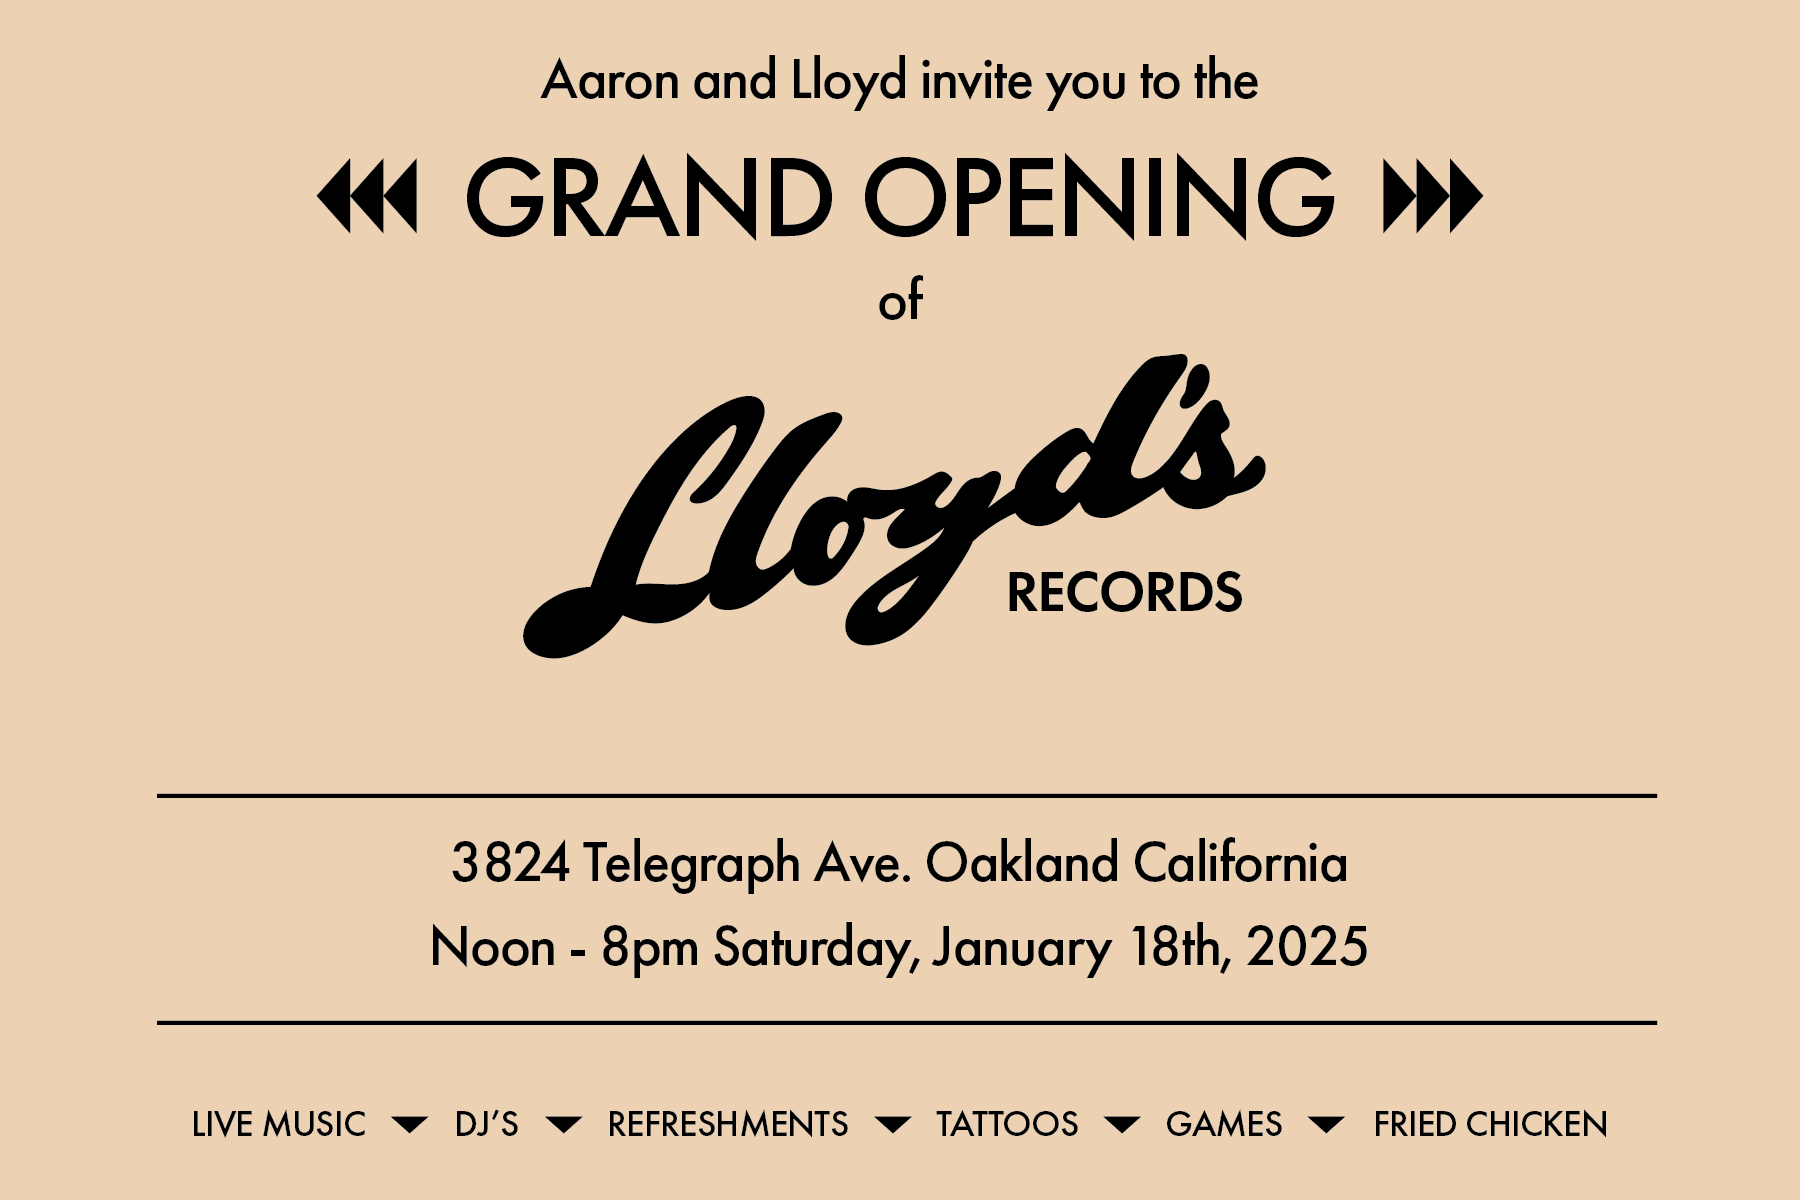 Aaron and Lloyd invite you to the
GRAND OPENING
of
Lloyd's
RECORDS
3824 Telegraph Ave. Oakland California
Noon - 8pm Saturday, January 18th, 2025
LIVE MUSIC DJ’S REFRESHMENTS TATTOOS GAMES FRIED CHICKEN